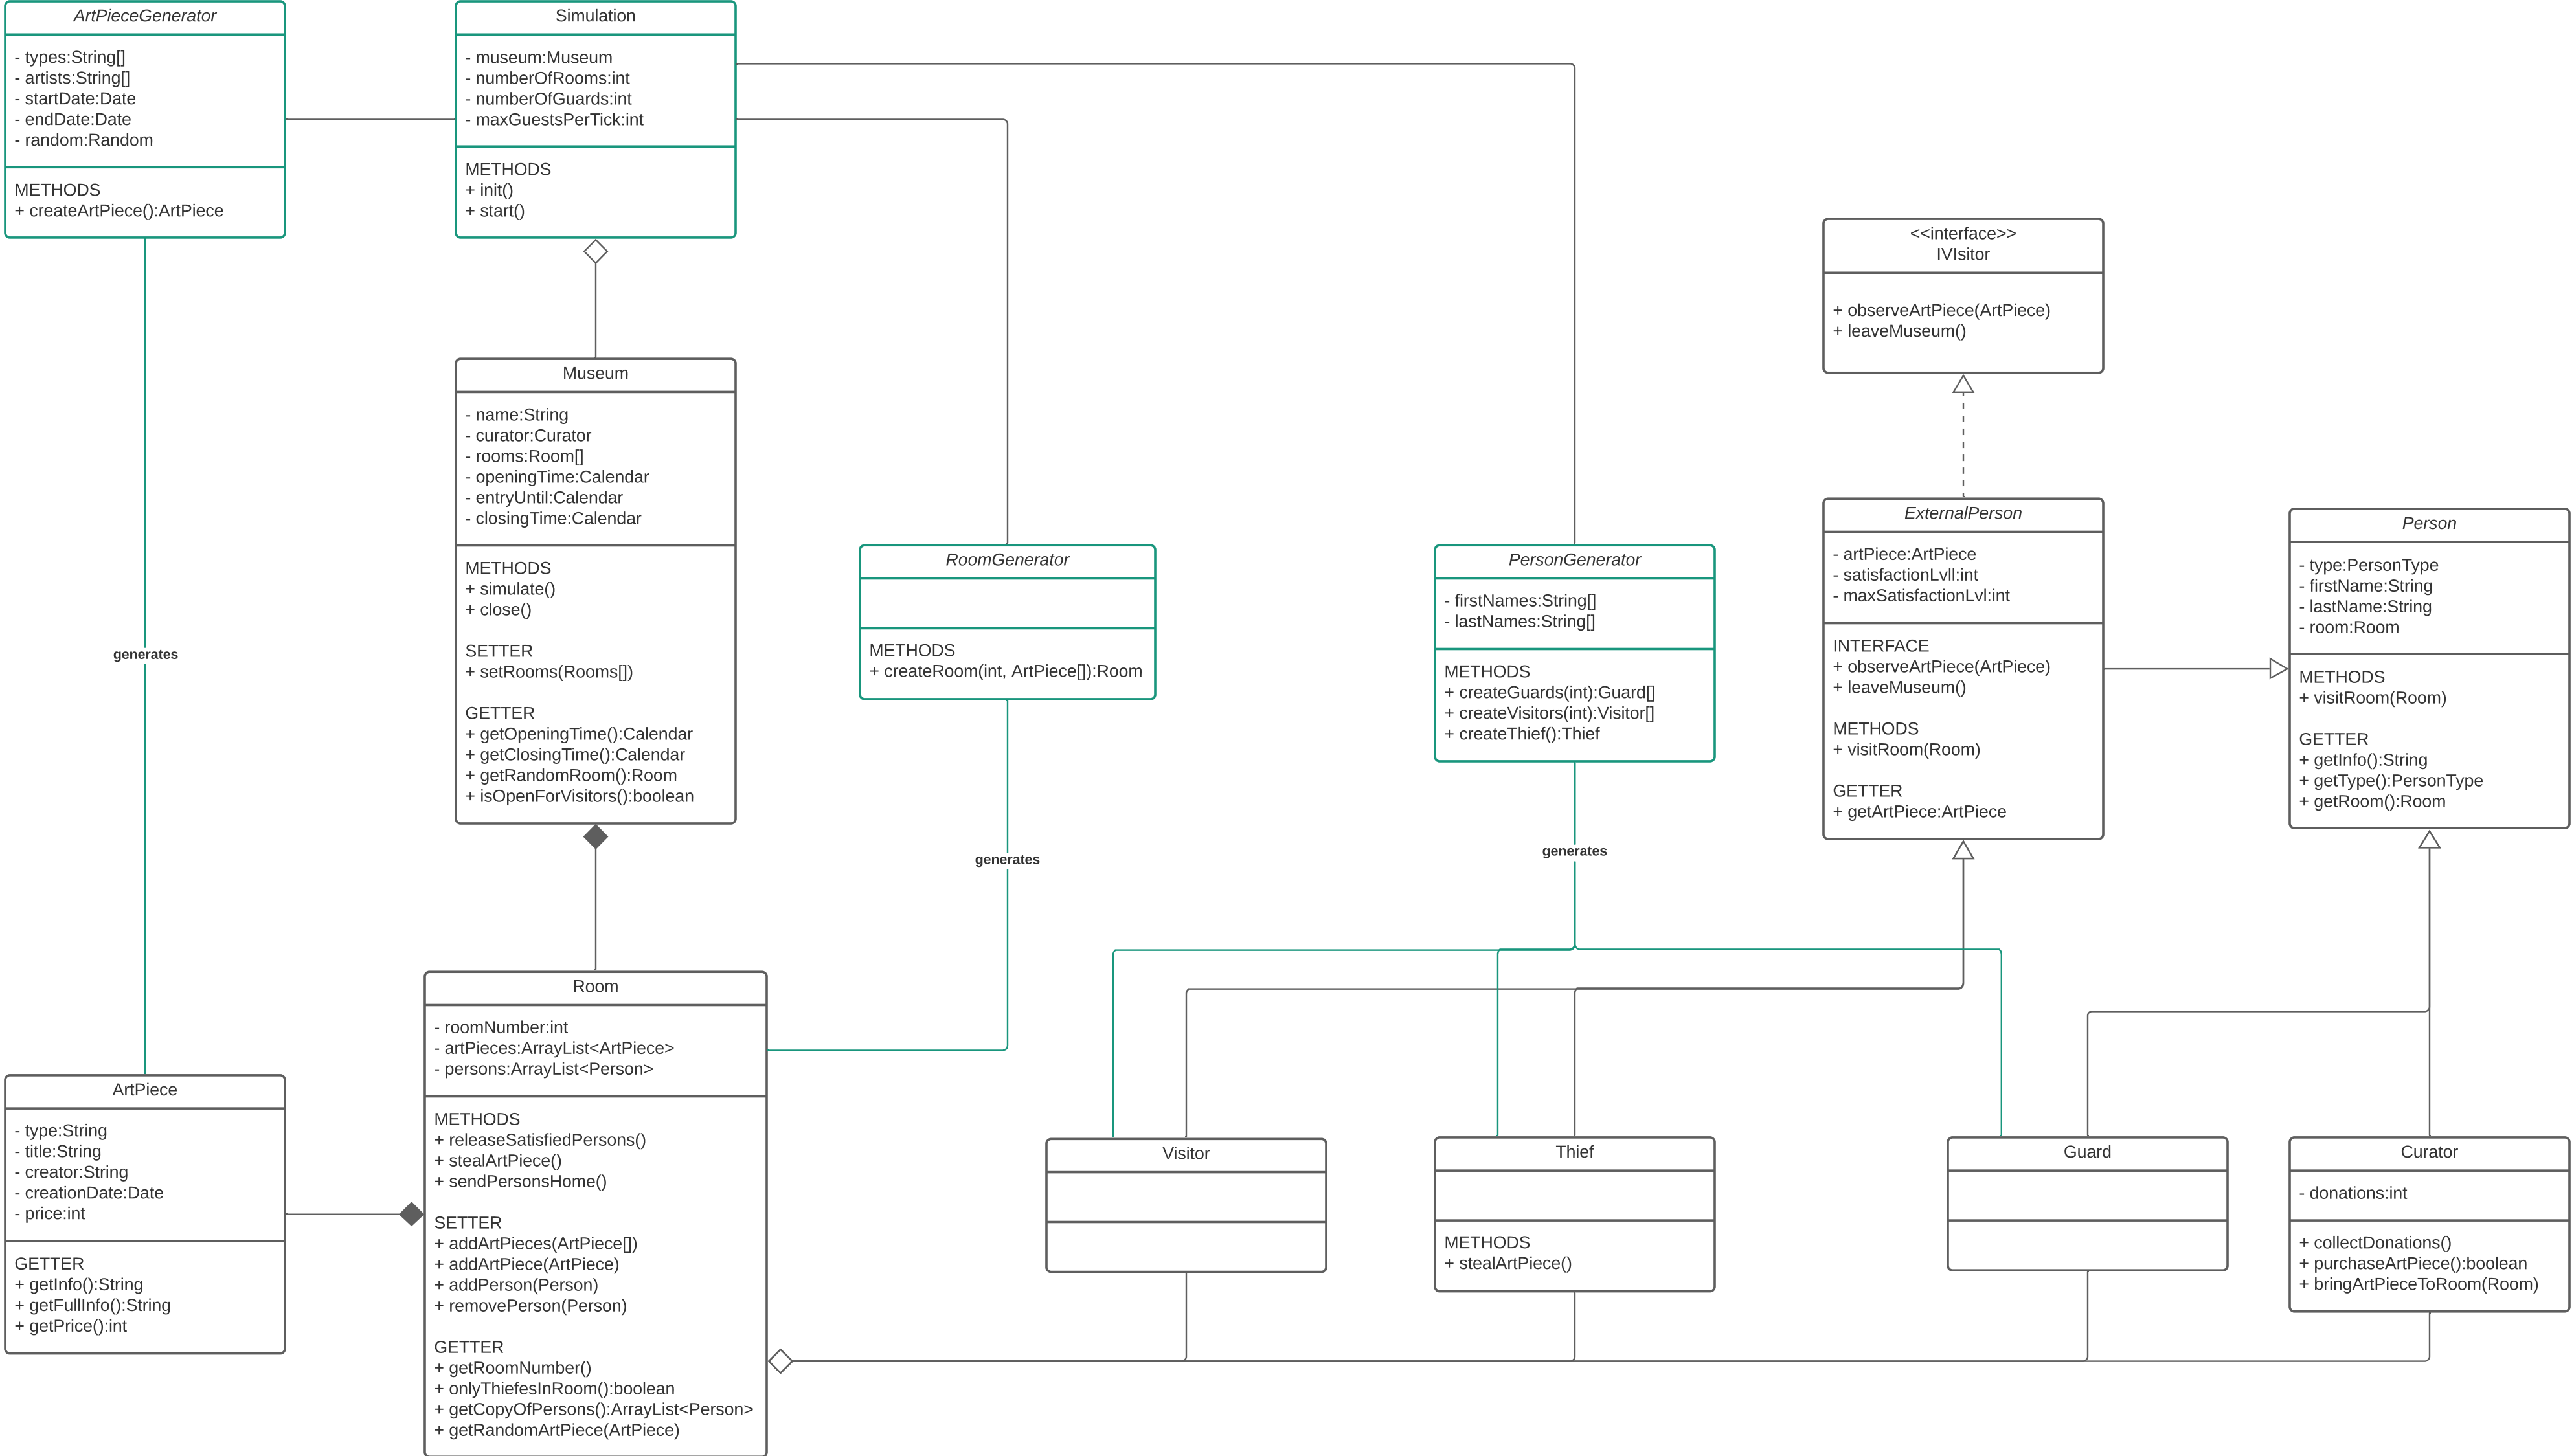 ArtPieceGenerator
- types:String[]
- artists:String[]
- startDate:Date
- endDate:Date
- random:Random
METHODS
+ createArtPiece():ArtPiece
Simulation
- museum:Museum
- numberOfRooms:int
- numberOfGuards:int
- maxGuestsPerTick:int
METHODS
+ init()
+ start()
<<interface>>
IVIsitor
+ observeArtPiece(ArtPiece)
+ leaveMuseum()
Museum
- name:String
- curator:Curator
- rooms:Room[]
- openingTime:Calendar
- entryUntil:Calendar
- closingTime:Calendar
METHODS
+ simulate()
+ close()
SETTER
+ setRooms(Rooms[])
GETTER
+ getOpeningTime():Calendar
+ getClosingTime():Calendar
+ getRandomRoom():Room
+ isOpenForVisitors():boolean
RoomGenerator
METHODS
+ createRoom(int, ArtPiece[]):Room
PersonGenerator
- firstNames:String[]
- lastNames:String[]
METHODS
+ createGuards(int):Guard[]
+ createVisitors(int):Visitor[]
+ createThief():Thief
ExternalPerson
- artPiece:ArtPiece
- satisfactionLvll:int
- maxSatisfactionLvl:int
INTERFACE
+ observeArtPiece(ArtPiece)
+ leaveMuseum()
METHODS
+ visitRoom(Room)
GETTER
+ getArtPiece:ArtPiece
Person
- type:PersonType
- firstName:String
- lastName:String
- room:Room
METHODS
+ visitRoom(Room)
GETTER
+ getInfo():String
+ getType():PersonType
+ getRoom():Room
generates
generates
generates
ArtPiece
- type:String
- title:String
- creator:String
- creationDate:Date
- price:int
GETTER
+ getInfo():String
+ getFullInfo():String
+ getPrice():int
Room
- roomNumber:int
- artPieces:ArrayList<ArtPiece>
- persons:ArrayList<Person>
METHODS
+ releaseSatisfiedPersons()
+ stealArtPiece()
+ sendPersonsHome()
SETTER
+ addArtPieces(ArtPiece[])
+ addArtPiece(ArtPiece)
+ addPerson(Person)
+ removePerson(Person)
GETTER
+ getRoomNumber()
+ onlyThiefesInRoom():boolean
+ getCopyOfPersons():ArrayList<Person>
+ getRandomArtPiece(ArtPiece)
Visitor
Thief
METHODS
+ stealArtPiece()
Guard
Curator
- donations:int
+ collectDonations()
+ purchaseArtPiece():boolean
+ bringArtPieceToRoom(Room)